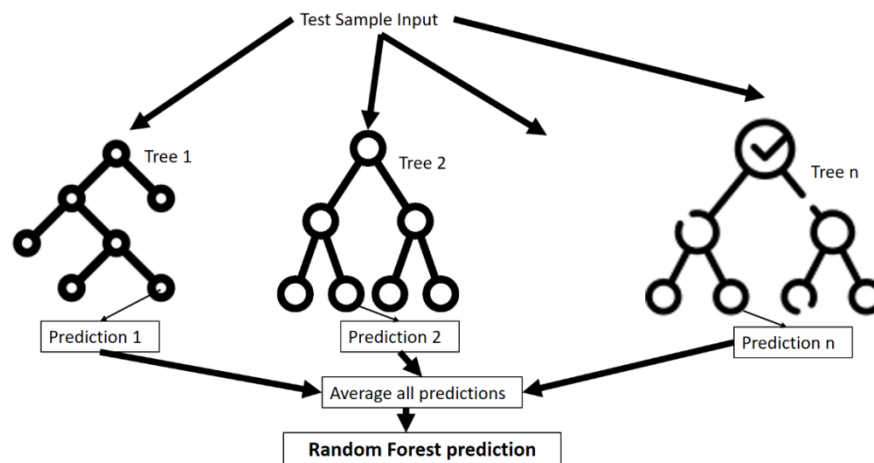 Test Sample Input
Tree 1
Tree 2
Tree n
Prediction 1
Prediction 2
Prediction n
Average all predictions
Random Forest prediction